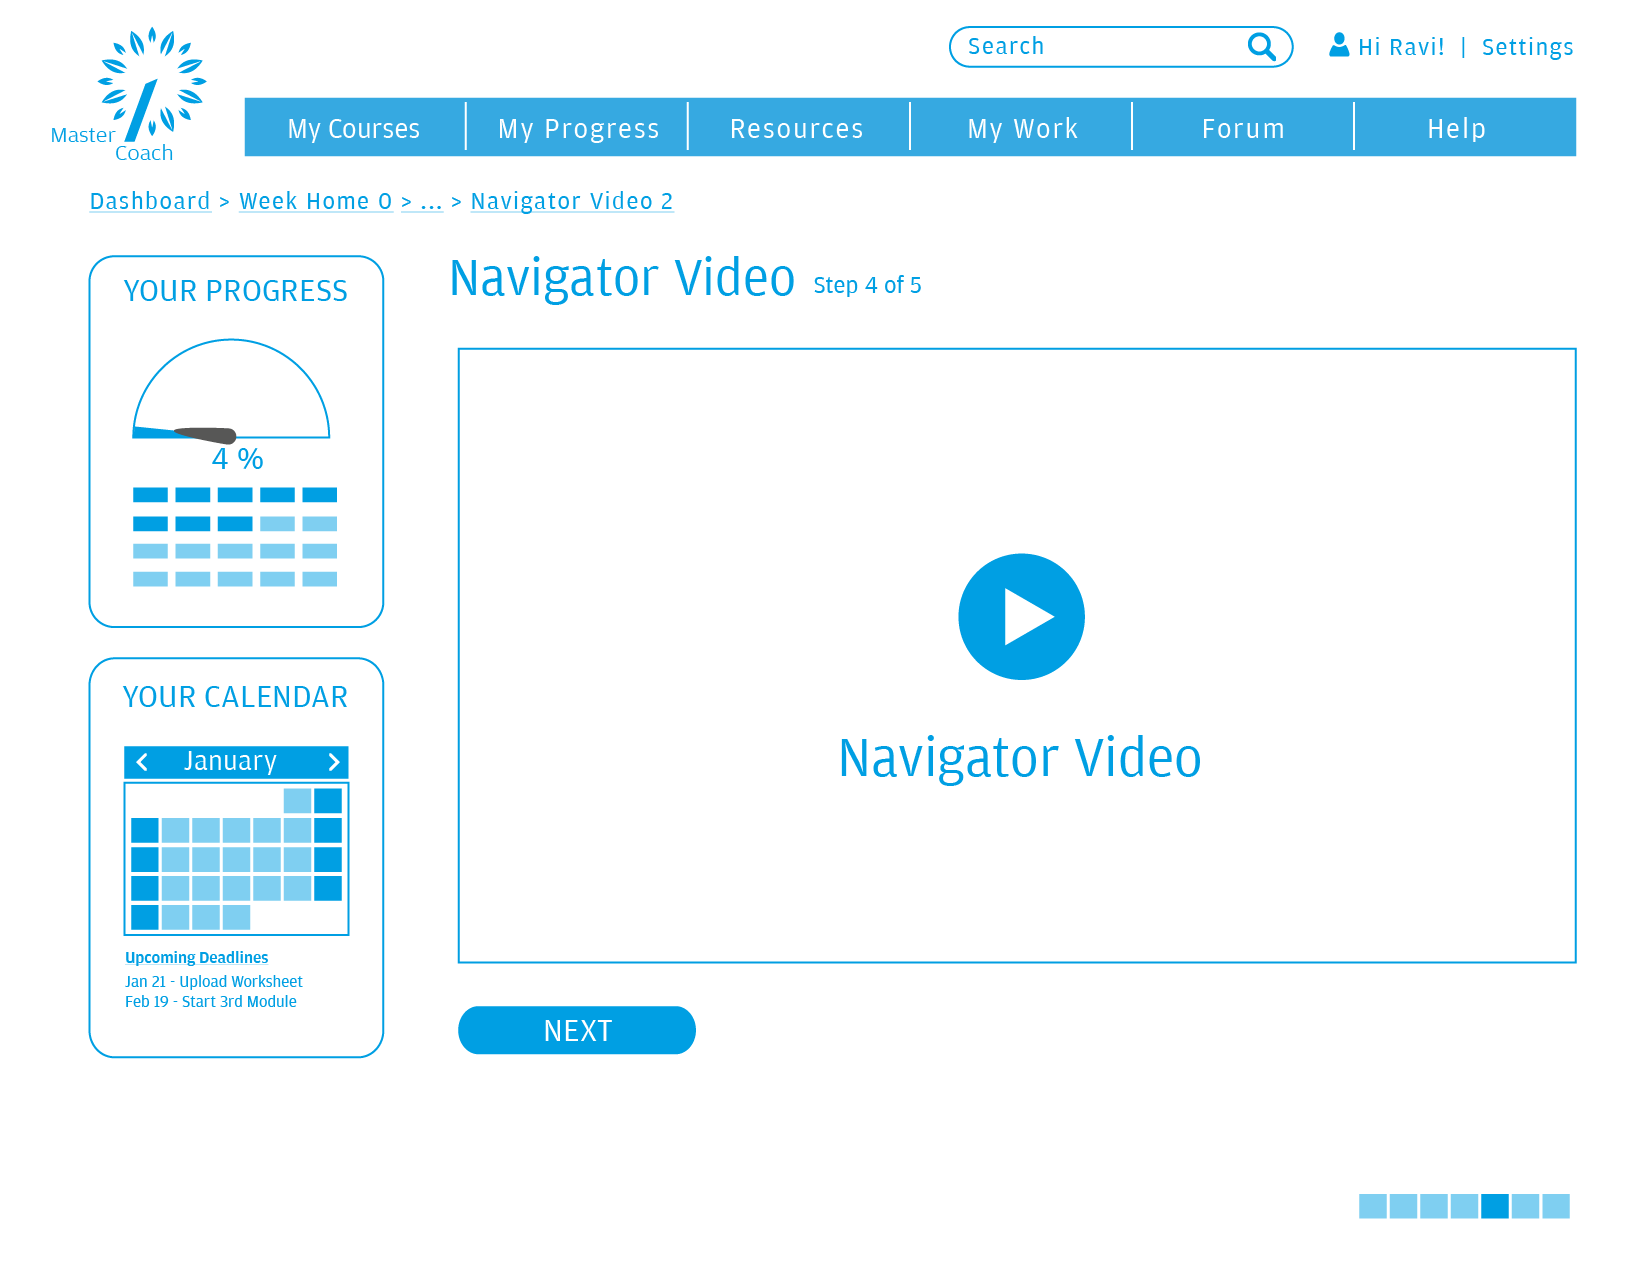 Master
Coach
Search
Hi Ravi! | Settings
My Courses
My Progress
Resources
My Work
Forum
Help
Dashboard > Week Home 0 > ... > Navigator Video 2
YOUR PROGRESS
4 %
YOUR CALENDAR
January
Upcoming Deadlines
Jan 21 - Upload Worksheet
Feb 19 - Start 3rd Module
Navigator Video Step 4 of 5
Navigator Video
NEXT